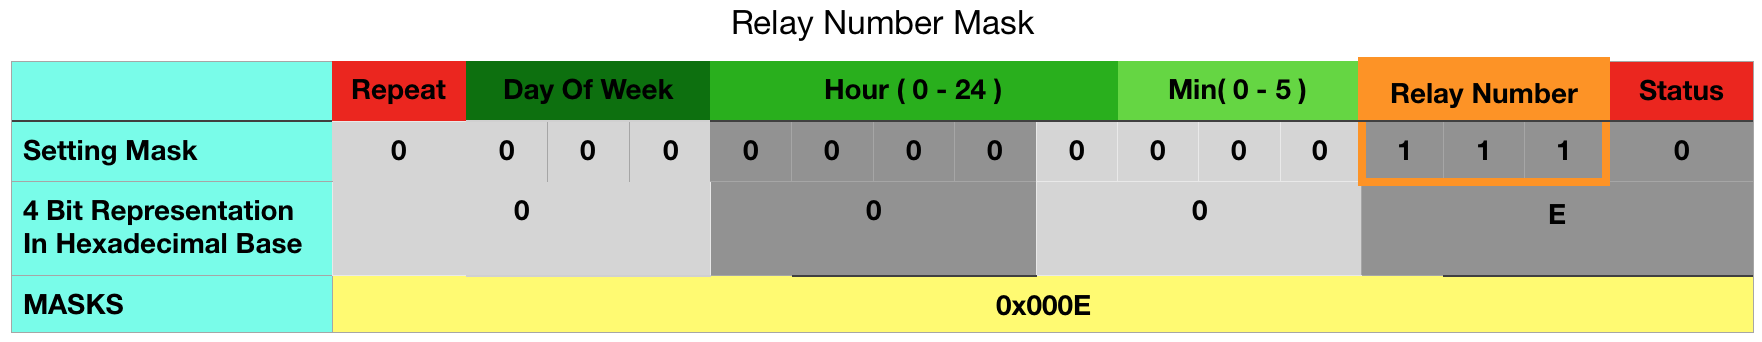 Relay Number Mask
Repeat Day Of Week Hour ( 0 - 24 ) Min( 0 - 5 ) Relay Number Status
Setting Mask 0 0 0 0 0 0 0 0 0 0 0 0 1 1 1 0
4 Bit Representation
In Hexadecimal Base 0 0 0 E
MASKS 0x000E